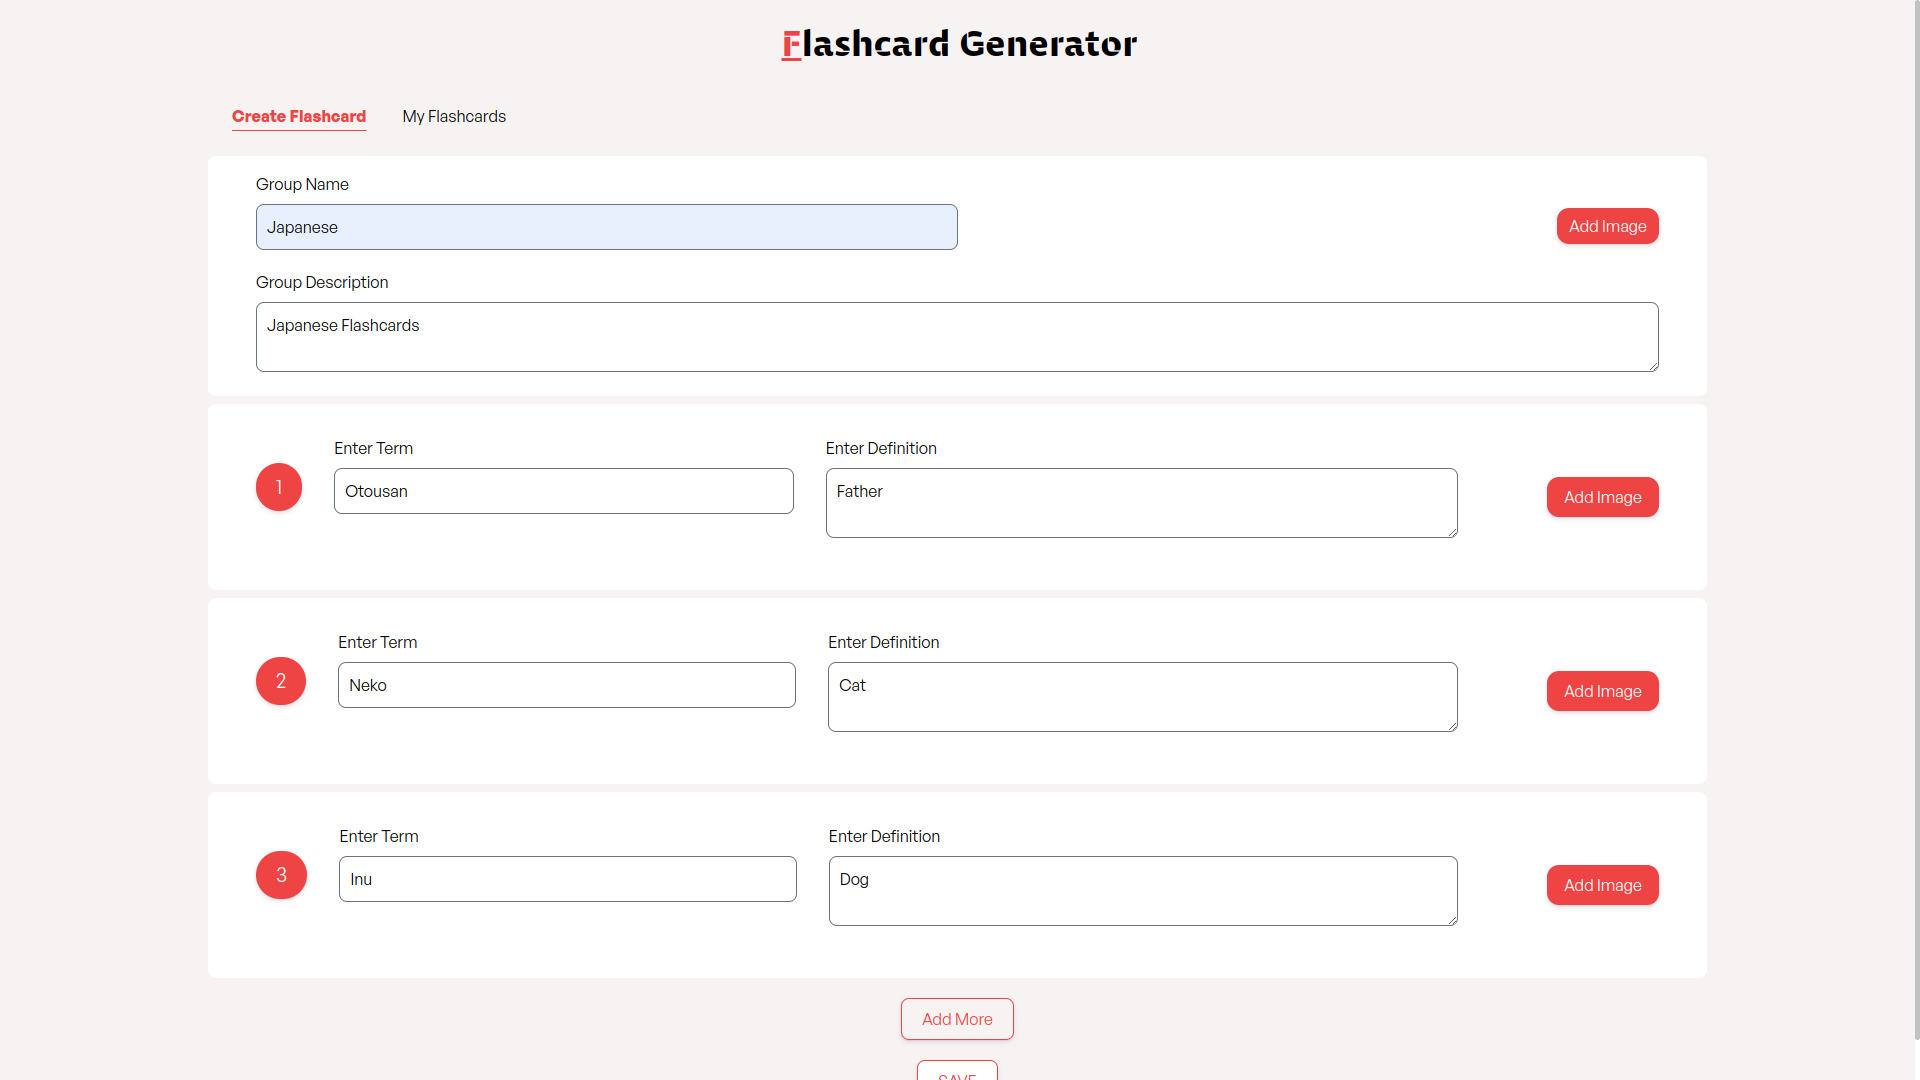 Flashcard Generator
Create Flashcard My Flashcards
Group Name
Japanese
Add Image
Group Description
Japanese Flashcards
Enter Term Enter Definition
1 Otousan Father
Add Image
Enter Term Enter Definition
2 Neko Cat
Add Image
Enter Term Enter Definition
3 Inu Dog
Add Image
Add More
SAVE